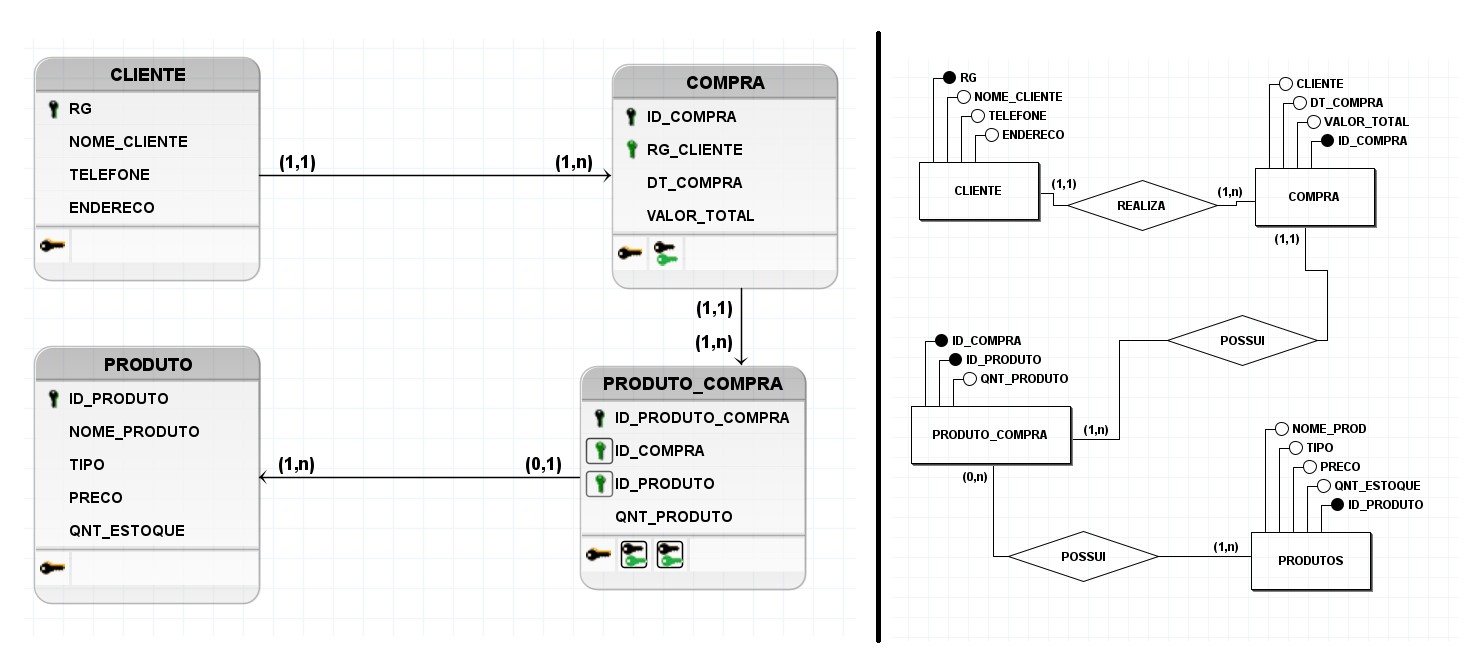 CLIENTE
RG
NOME_CLIENTE
TELEFONE
ENDERECO
(1,1)
(1,n)
COMPRA
ID_COMPRA
RG_CLIENTE
DT_COMPRA
VALOR_TOTAL
(1,1)
(1,n)
PRODUTO
ID_PRODUTO
NOME_PRODUTO
TIPO
PRECO
QNT_ESTOQUE
(1,n)
(0,1)
PRODUTO_COMPRA
ID_PRODUTO_COMPRA
ID_COMPRA
ID_PRODUTO
QNT_PRODUTO
RG
NOME_CLIENTE
TELEFONE
ENDERECO
CLIENTE
(1,1)
REALIZA
(1,n)
CLIENTE
DT_COMPRA
VALOR_TOTAL
ID_COMPRA
COMPRA
(1,1)
POSSUI
ID_COMPRA
ID_PRODUTO
QNT_PRODUTO
PRODUTO_COMPRA
(1,n)
(0,n)
POSSUI
(1,n)
NOME_PROD
TIPO
PRECO
QNT_ESTOQUE
ID_PRODUTO
PRODUTOS